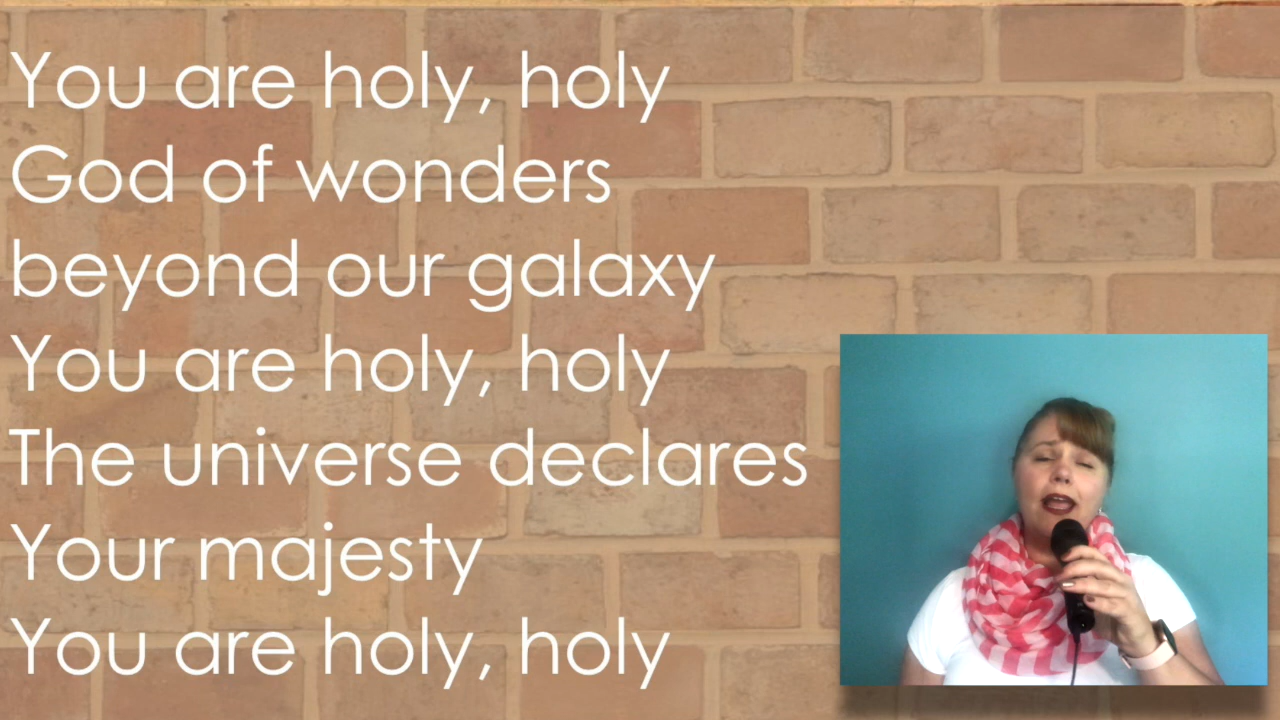 You are holy, holy
God of wonders
beyond our galaxy
You are holy, holy
The universe declares
Your majesty
You are holy, holy